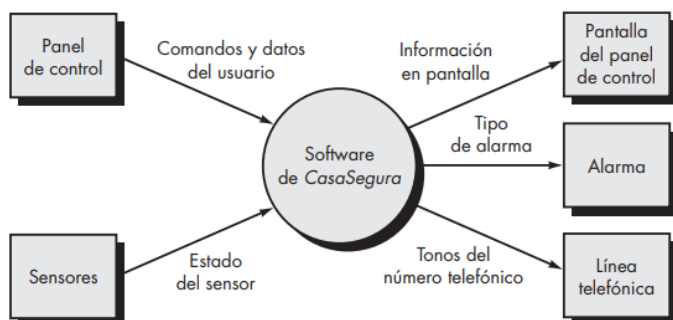 Panel
de control
Comandos y datos
del usuario
Información
en pantalla
Pantalla
del panel
de control
Software
de CasaSegura
Tipo
de alarma
Alarma
Sensores
Estado
del sensor
Tonos del
número telefónico
Línea
telefónica